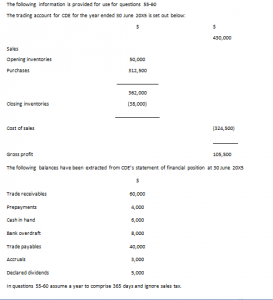 The following information is provided for use for questions 55-60
The trading account for CDE for the year ended 30 June 20X5 is set out below:
$ $
430,000
Sales
Opening inventories 50,000
Purchases 312,500
362,000
Closing inventories (38,000)
Cost of sales (324,500)
Gross profit 105,500
The following balances have been extracted from CDE's statement of financial position at 30 June 20X5
$
Trade receivables 60,000
Prepayments 4,000
Cash in hand 6,000
Bank overdraft 8,000
Trade payables 40,000
Accruals 3,000
Declared dividends 5,000
In questions 55-60 assume a year to comprise 365 days and ignore sales tax.